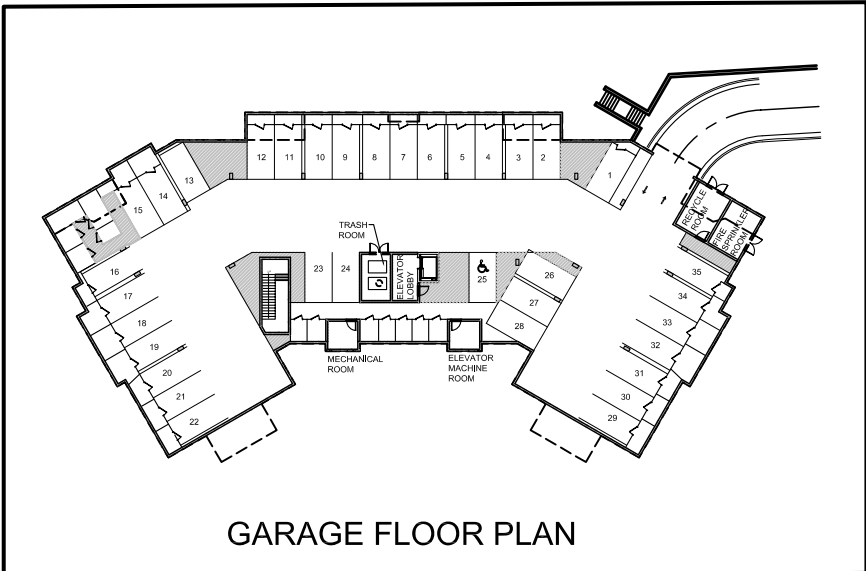 12 11 10 9 8 7 6 5 4 3 2
1
13
14
15
RECYCLE
ROOM
FIRE
SPRINKLER
ROOM
TRASH
ROOM
ELEVATOR
LOBBY
16
17
18
19
20
21
22
23 24
25
26
27
28
35
34
33
32
31
30
29
MECHANICAL
ROOM
ELEVATOR
MACHINE
ROOM
GARAGE FLOOR PLAN